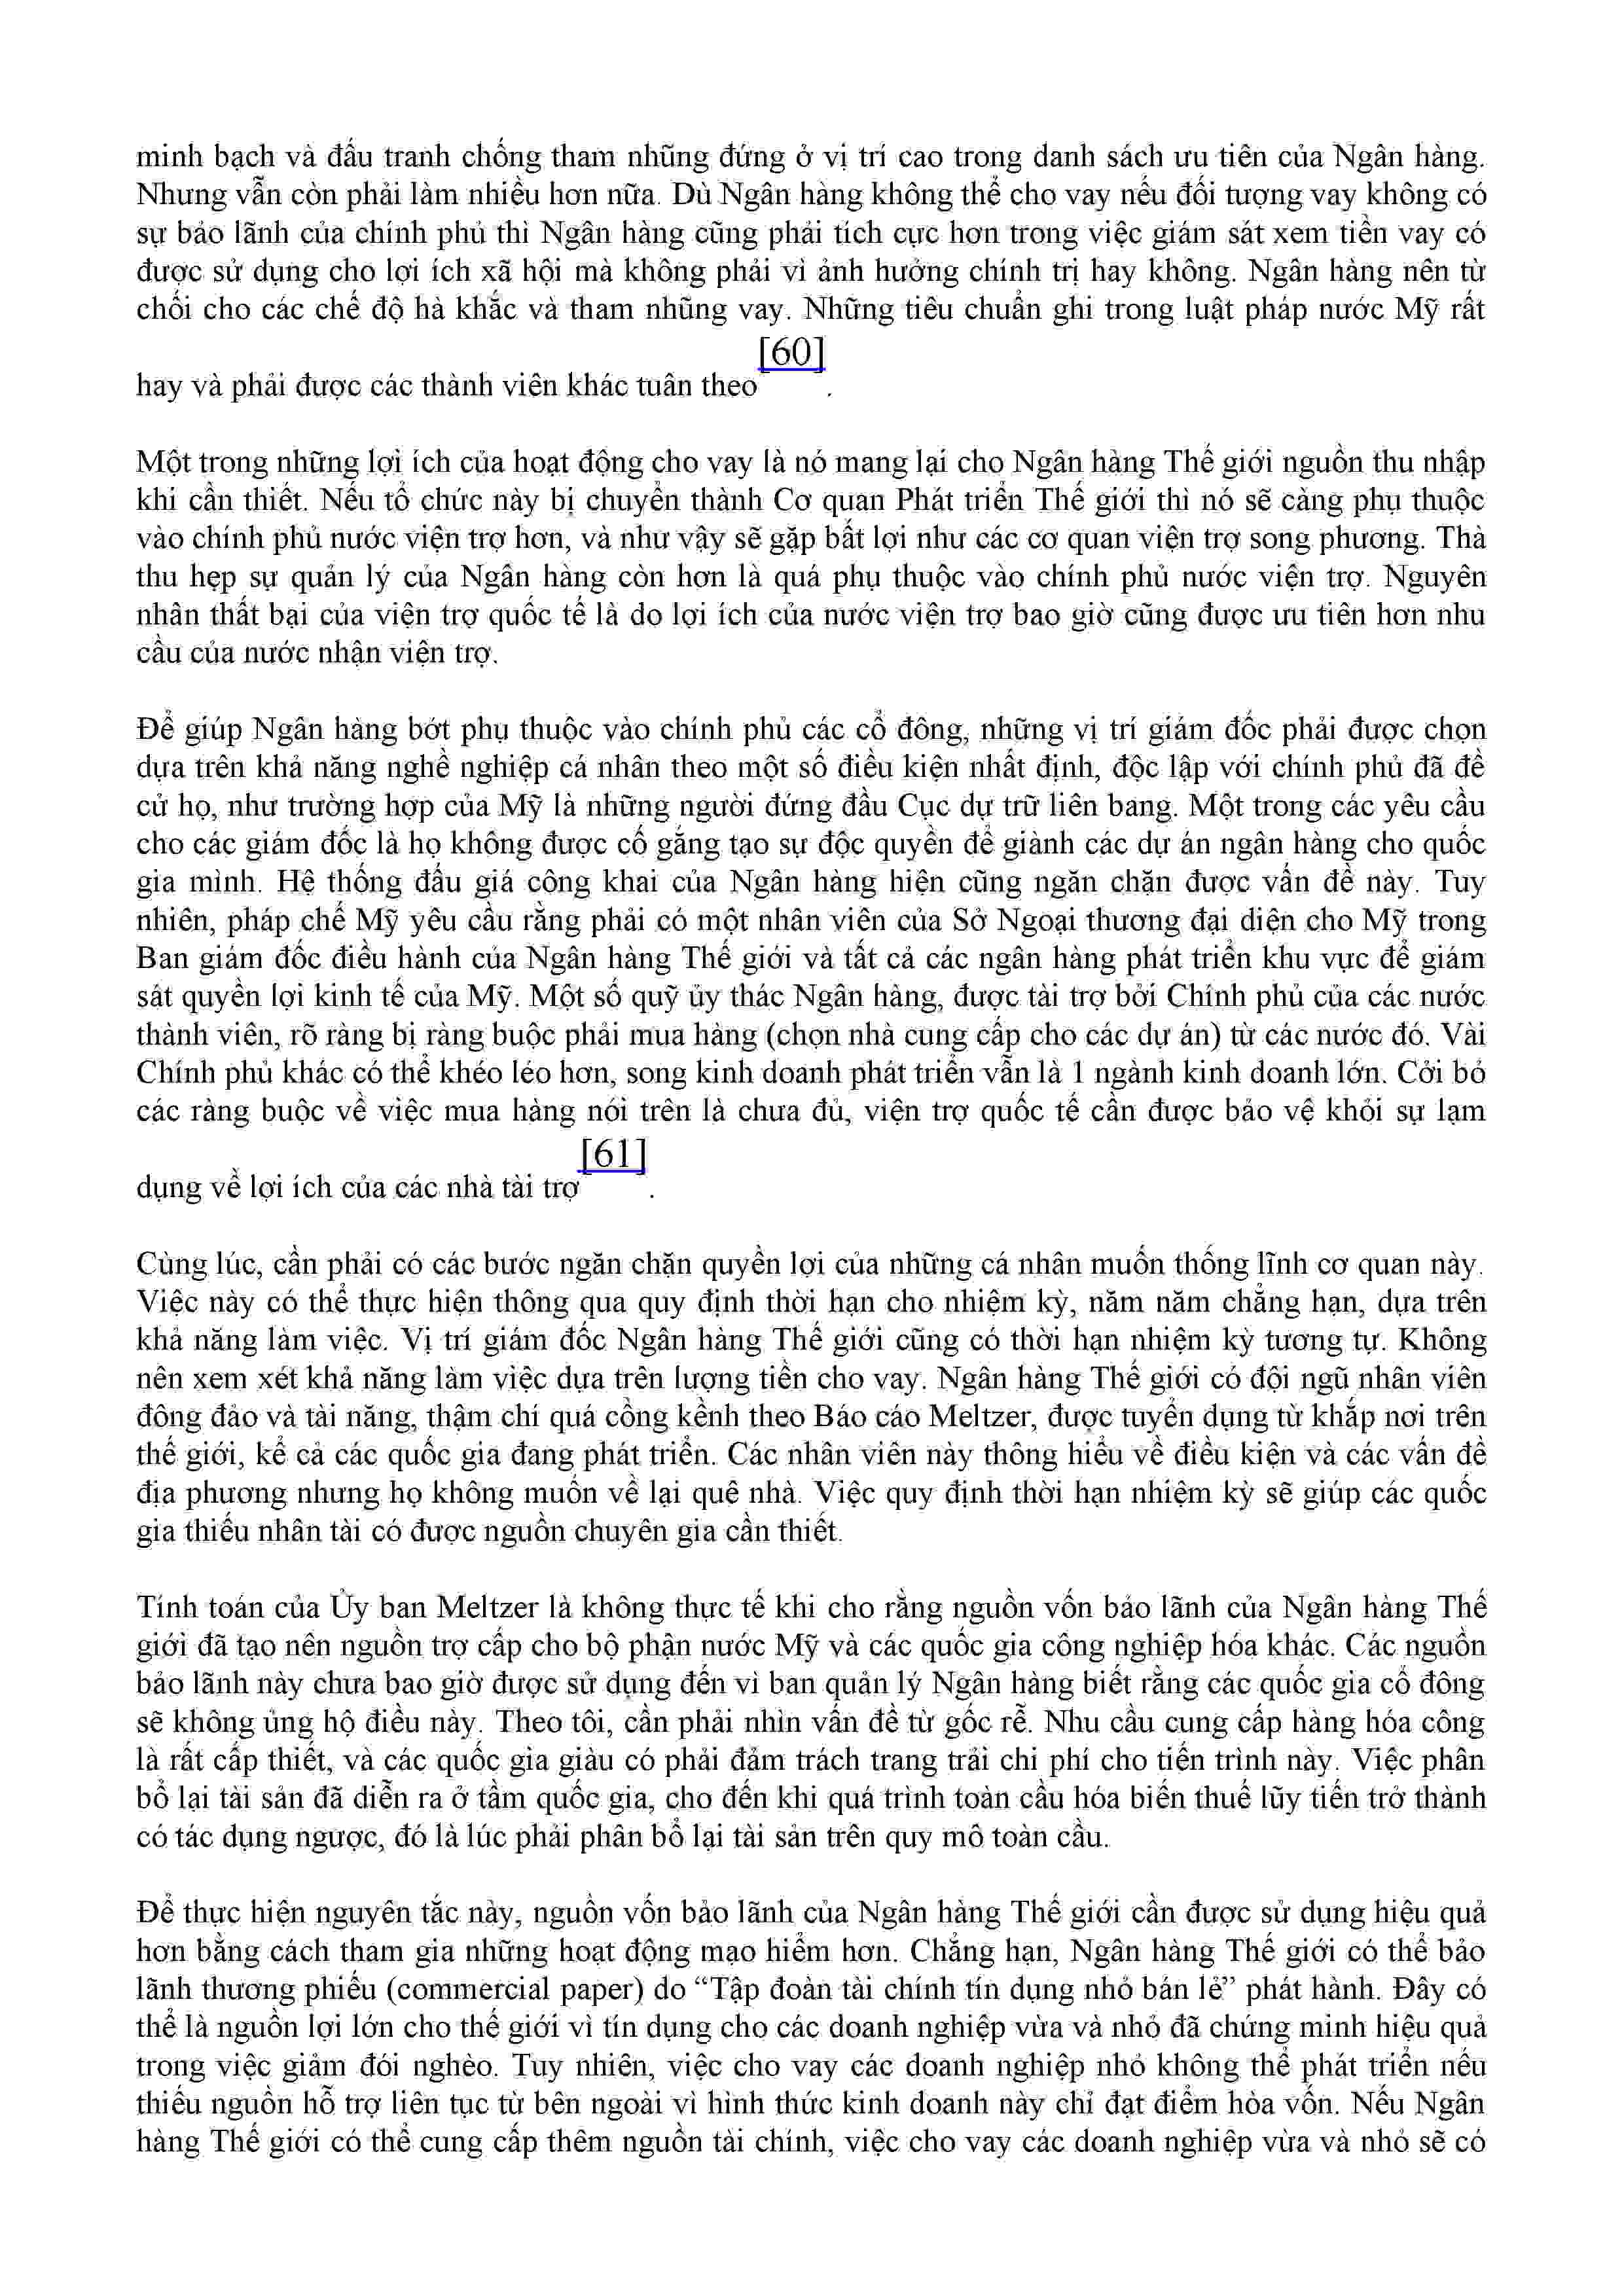 minh bạch và đấu tranh chống tham nhũng đứng ở vị trí cao trong danh sách ưu tiên của Ngân hàng.
Nhưng vẫn còn phải làm nhiều hơn nữa. Dù Ngân hàng không thể cho vay nếu đối tượng vay không có
sự bảo lãnh của chính phủ thì Ngân hàng cũng phải tích cực hơn trong việc giám sát xem tiền vay có
được sử dụng cho lợi ích xã hội mà không phải vì ảnh hưởng chính trị hay không. Ngân hàng nên từ
chối cho các chế độ hà khắc và tham nhũng vay. Những tiêu chuẩn ghi trong luật pháp nước Mỹ rất
hay và phải được các thành viên khác tuân theo[60].
Một trong những lợi ích của hoạt động cho vay là nó mang lại cho Ngân hàng Thế giới nguồn thu nhập
khi cần thiết. Nếu tổ chức này bị chuyển thành Cơ quan Phát triển Thế giới thì nó sẽ càng phụ thuộc
vào chính phủ nước viện trợ hơn, và như vậy sẽ gặp bất lợi như các cơ quan viện trợ song phương. Thà
thu hẹp sự quản lý của Ngân hàng còn hơn là quá phụ thuộc vào chính phủ nước viện trợ. Nguyên
nhân thất bại của viện trợ quốc tế là do lợi ích của nước viện trợ bao giờ cũng được ưu tiên hơn nhu
cầu của nước nhận viện trợ.
Để giúp Ngân hàng bớt phụ thuộc vào chính phủ các cổ đông, những vị trí giám đốc phải được chọn
dựa trên khả năng nghề nghiệp cá nhân theo một số điều kiện nhất định, độc lập với chính phủ đã đề
cử họ, như trường hợp của Mỹ là những người đứng đầu Cục dự trữ liên bang. Một trong các yêu cầu
cho các giám đốc là họ không được cố gắng tạo sự độc quyền để giành các dự án ngân hàng cho quốc
gia mình. Hệ thống đấu giá công khai của Ngân hàng hiện cũng ngăn chặn được vấn đề này. Tuy
nhiên, pháp chế Mỹ yêu cầu rằng phải có một nhân viên của Sở Ngoại thương đại diện cho Mỹ trong
Ban giám đốc điều hành của Ngân hàng Thế giới và tất cả các ngân hàng phát triển khu vực để giám
sát quyền lợi kinh tế của Mỹ. Một số quỹ ủy thác Ngân hàng, được tài trợ bởi Chính phủ của các nước
thành viên, rõ ràng bị ràng buộc phải mua hàng (chọn nhà cung cấp cho các dự án) từ các nước đó. Vài
Chính phủ khác có thể khéo léo hơn, song kinh doanh phát triển vẫn là 1 ngành kinh doanh lớn. Cởi bỏ
các ràng buộc về việc mua hàng nói trên là chưa đủ, viện trợ quốc tế cần được bảo vệ khỏi sự lạm
dụng về lợi ích của các nhà tài trợ[61].
Cùng lúc, cần phải có các bước ngăn chặn quyền lợi của những cá nhân muốn thống lĩnh cơ quan này.
Việc này có thể thực hiện thông qua quy định thời hạn cho nhiệm kỳ, năm năm chẳng hạn, dựa trên
khả năng làm việc. Vị trí giám đốc Ngân hàng Thế giới cũng có thời hạn nhiệm kỳ tương tự. Không
nên xem xét khả năng làm việc dựa trên lượng tiền cho vay. Ngân hàng Thế giới có đội ngũ nhân viên
đông đảo và tài năng, thậm chí quá cồng kềnh theo Báo cáo Meltzer, được tuyển dụng từ khắp nơi trên
thế giới, kể cả các quốc gia đang phát triển. Các nhân viên này thông hiểu về điều kiện và các vấn đề
địa phương nhưng họ không muốn về lại quê nhà. Việc quy định thời hạn nhiệm kỳ sẽ giúp các quốc
gia thiếu nhân tài có được nguồn chuyên gia cần thiết.
Tính toán của Ủy ban Meltzer là không thực tế khi cho rằng nguồn vốn bảo lãnh của Ngân hàng Thế
giới đã tạo nên nguồn trợ cấp cho bộ phận nước Mỹ và các quốc gia công nghiệp hóa khác. Các nguồn
bảo lãnh này chưa bao giờ được sử dụng đến vì ban quản lý Ngân hàng biết rằng các quốc gia cổ đông
sẽ không ủng hộ điều này. Theo tôi, cần phải nhìn vấn đề từ gốc rễ. Nhu cầu cung cấp hàng hóa công
là rất cấp thiết, và các quốc gia giàu có phải đảm trách trang trải chi phí cho tiến trình này. Việc phân
bổ lại tài sản đã diễn ra ở tầm quốc gia, cho đến khi quá trình toàn cầu hóa biến thuế lũy tiến trở thành
có tác dụng ngược, đó là lúc phải phân bổ lại tài sản trên quy mô toàn cầu.
Để thực hiện nguyên tắc này, nguồn vốn bảo lãnh của Ngân hàng Thế giới cần được sử dụng hiệu quả
hơn bằng cách tham gia những hoạt động mạo hiểm hơn. Chẳng hạn, Ngân hàng Thế giới có thể bảo
lãnh thương phiếu (commercial paper) do “Tập đoàn tài chính tín dụng nhỏ bán lẻ” phát hành. Đây có
thể là nguồn lợi lớn cho thế giới vì tín dụng cho các doanh nghiệp vừa và nhỏ đã chứng minh hiệu quả
trong việc giảm đói nghèo. Tuy nhiên, việc cho vay các doanh nghiệp nhỏ không thể phát triển nếu
thiếu nguồn hỗ trợ liên tục từ bên ngoài vì hình thức kinh doanh này chỉ đạt điểm hòa vốn. Nếu Ngân
hàng Thế giới có thể cung cấp thêm nguồn tài chính, việc cho vay các doanh nghiệp vừa và nhỏ sẽ có